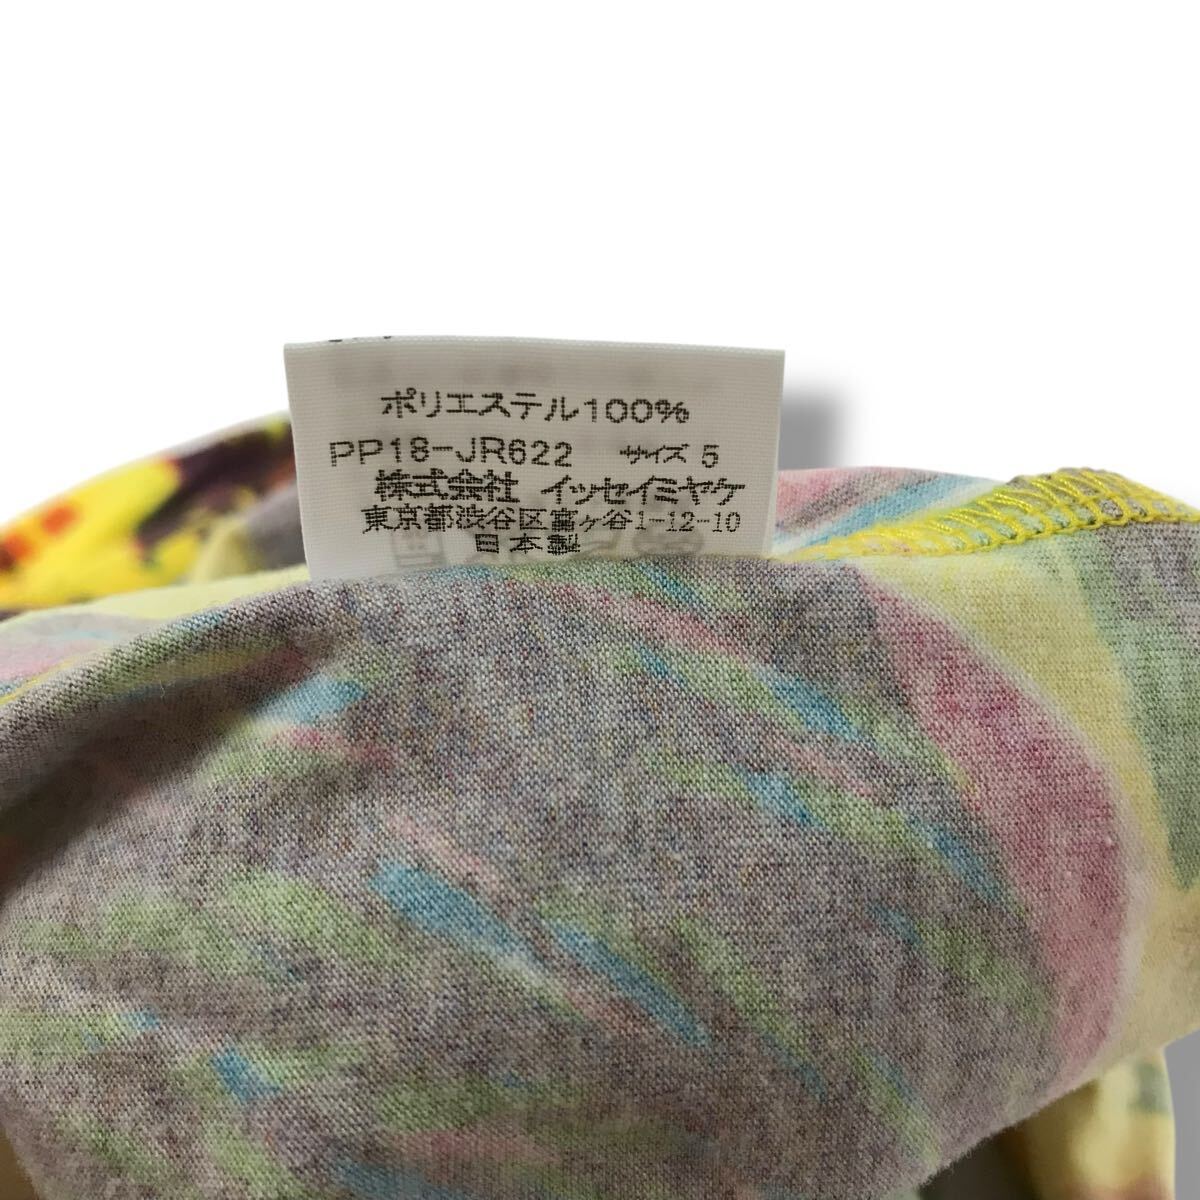 ポリエステル100%
PP18-JR622 サイズ 5
株式会社 イッセイミヤケ
東京都渋谷区富ヶ谷1-12-10
日本製